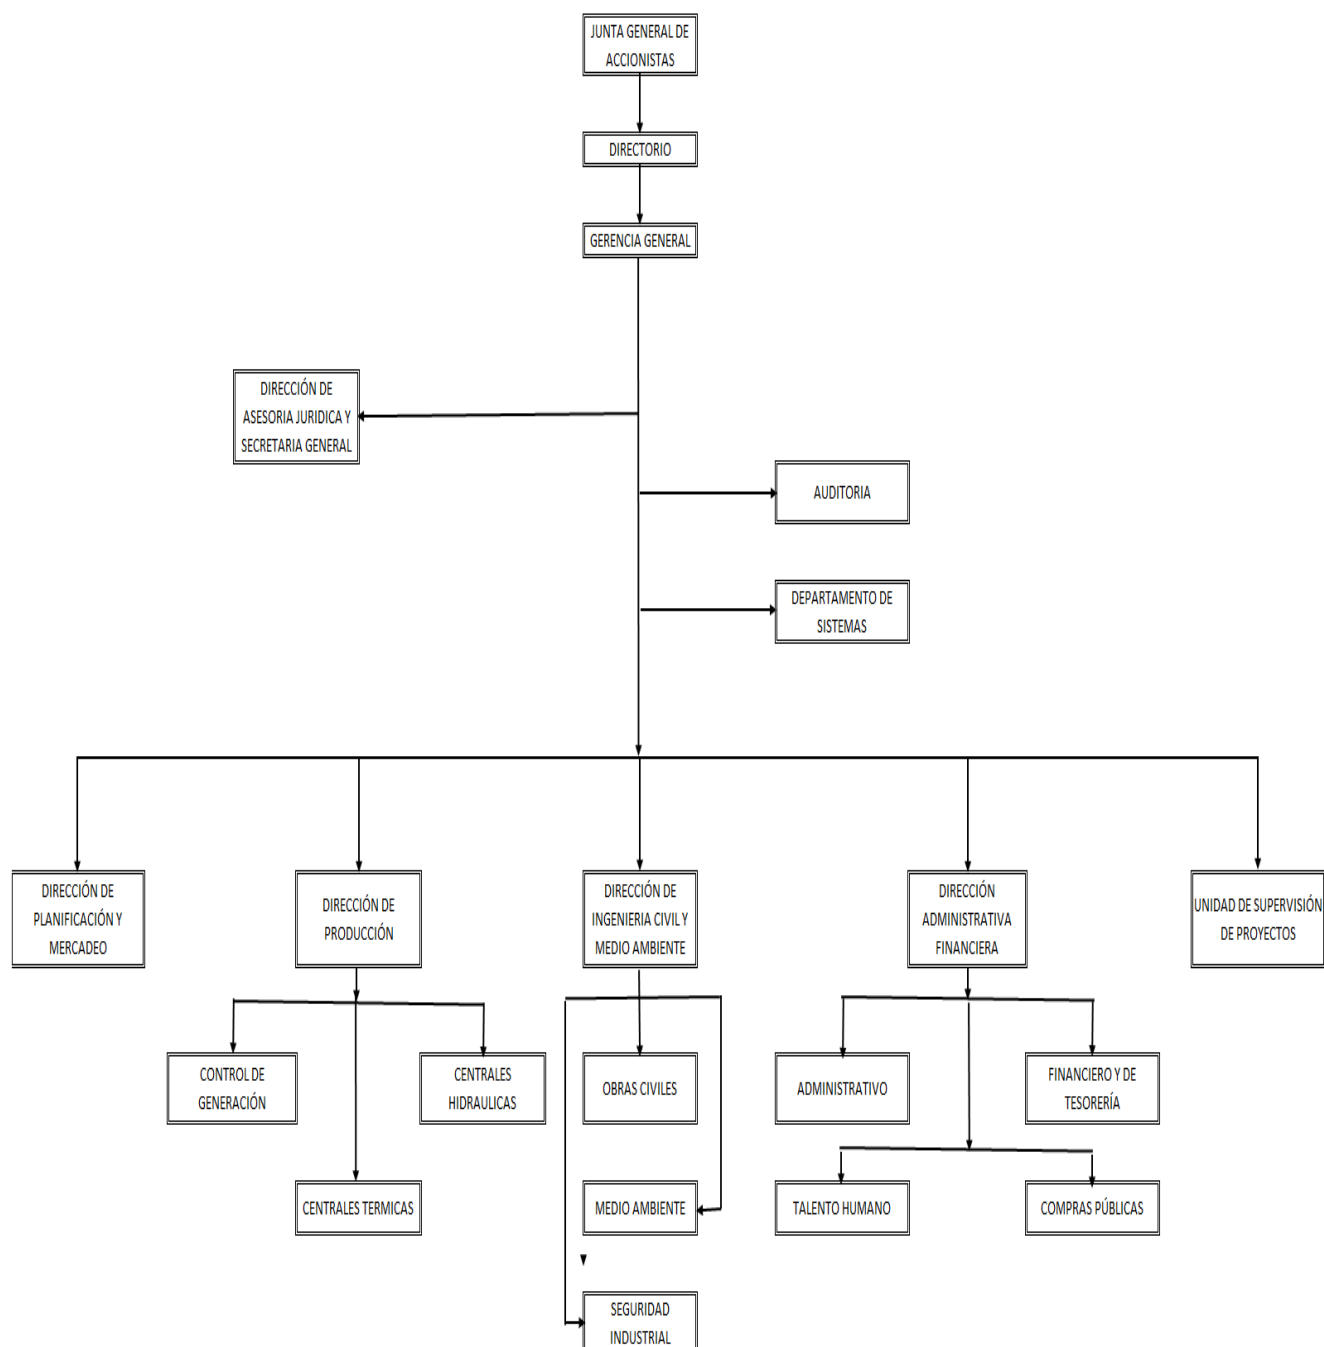 JUNTA GENERAL DE
ACCIONISTAS
DIRECTORIO
GERENCIA GENERAL
DIRECCIÓN DE
ASESORIA JURIDICA Y
SECRETARIA GENERAL
AUDITORIA
DEPARTAMENTO DE
SISTEMAS
DIRECCIÓN DE
PLANIFICACIÓN Y
MERCADEO
DIRECCIÓN DE
PRODUCCIÓN
DIRECCIÓN DE
INGENIERIA CIVIL Y
MEDIO AMBIENTE
DIRECCIÓN
ADMINISTRATIVA
FINANCIERA
UNIDAD DE SUPERVISIÓN
DE PROYECTOS
CONTROL DE
GENERACIÓN
CENTRALES
HIDRAULICAS
OBRAS CIVILES
ADMINISTRATIVO
FINANCIERO Y DE
TESORERÍA
CENTRALES TERMICAS
MEDIO AMBIENTE
TALENTO HUMANO
COMPRAS PÚBLICAS
SEGURIDAD
INDUSTRIAL